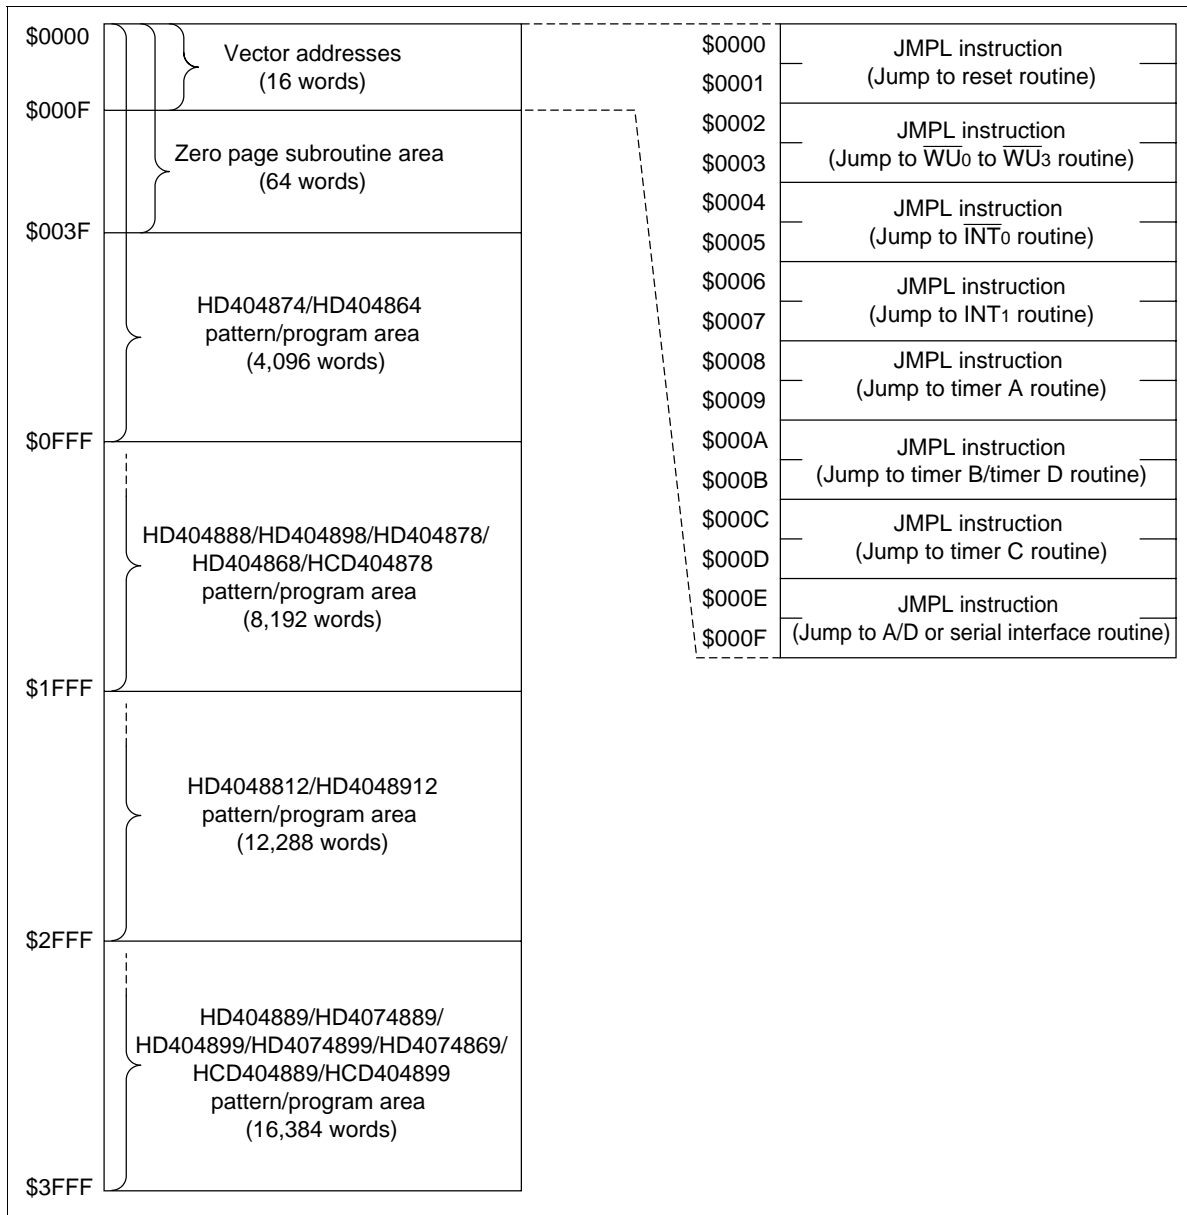 $0000
Vector addresses
(16 words)
$000F
Zero page subroutine area
(64 words)
$003F
HD404874/HD404864
pattern/program area
(4,096 words)
$0FFF
HD404888/HD404898/HD404878/
HD404868/HCD404878
pattern/program area
(8,192 words)
$1FFF
HD4048812/HD4048912
pattern/program area
(12,288 words)
$2FFF
HD404889/HD4074889/
HD404899/HD4074899/HD4074869/
HCD404889/HCD404899
pattern/program area
(16,384 words)
$3FFF
$0000
JMPL instruction
(Jump to reset routine)
$0001
$0002
JMPL instruction
(Jump to W̅U̅0 to W̅U̅3 routine)
$0003
$0004
JMPL instruction
(Jump to I̅N̅T̅0 routine)
$0005
$0006
JMPL instruction
(Jump to INT1 routine)
$0007
$0008
JMPL instruction
(Jump to timer A routine)
$0009
$000A
JMPL instruction
(Jump to timer B/timer D routine)
$000B
$000C
JMPL instruction
(Jump to timer C routine)
$000D
$000E
JMPL instruction
(Jump to A/D or serial interface routine)
$000F